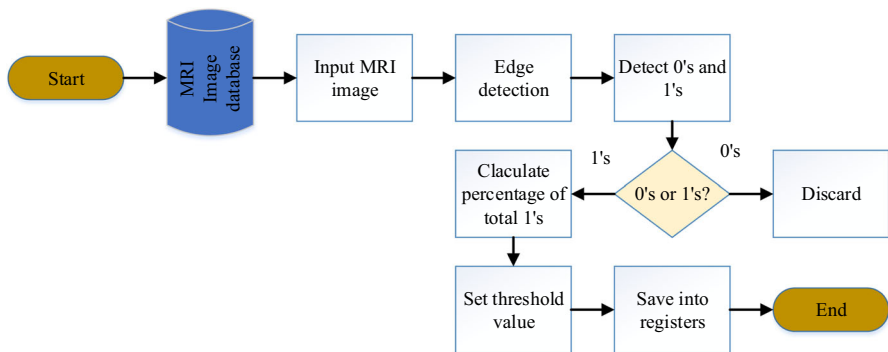 Start
MRI
Image
database
Input MRI
image
Edge
detection
Detect 0's and
1's
1's
0's
Claculate
percentage of
total 1's
0's or 1's?
Discard
Set threshold
value
Save into
registers
End